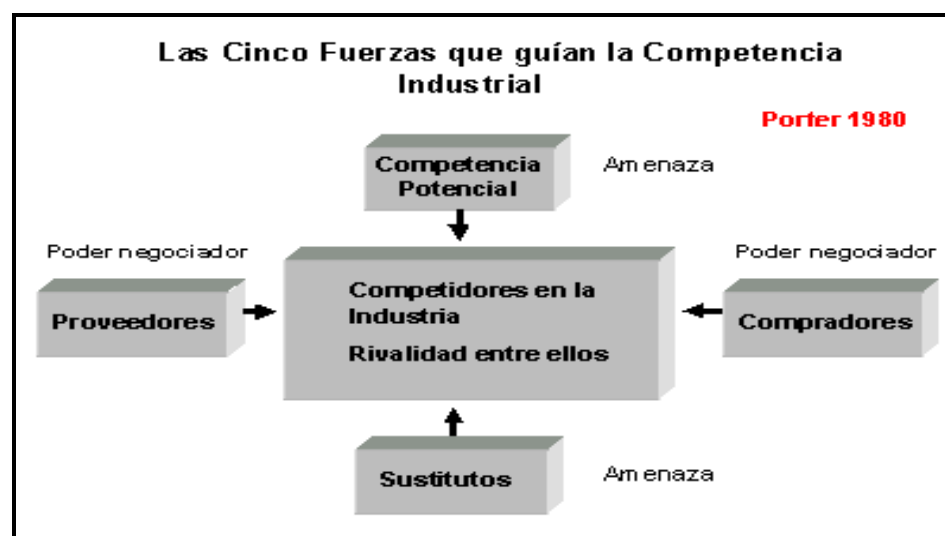 Las Cinco Fuerzas que guían la Competencia
Industrial
Porter 1980
Competencia
Potencial
Amenaza
Poder negociador
Poder negociador
Proveedores
Competidores en la
Industria
Rivalidad entre ellos
Compradores
Sustitutos
Amenaza